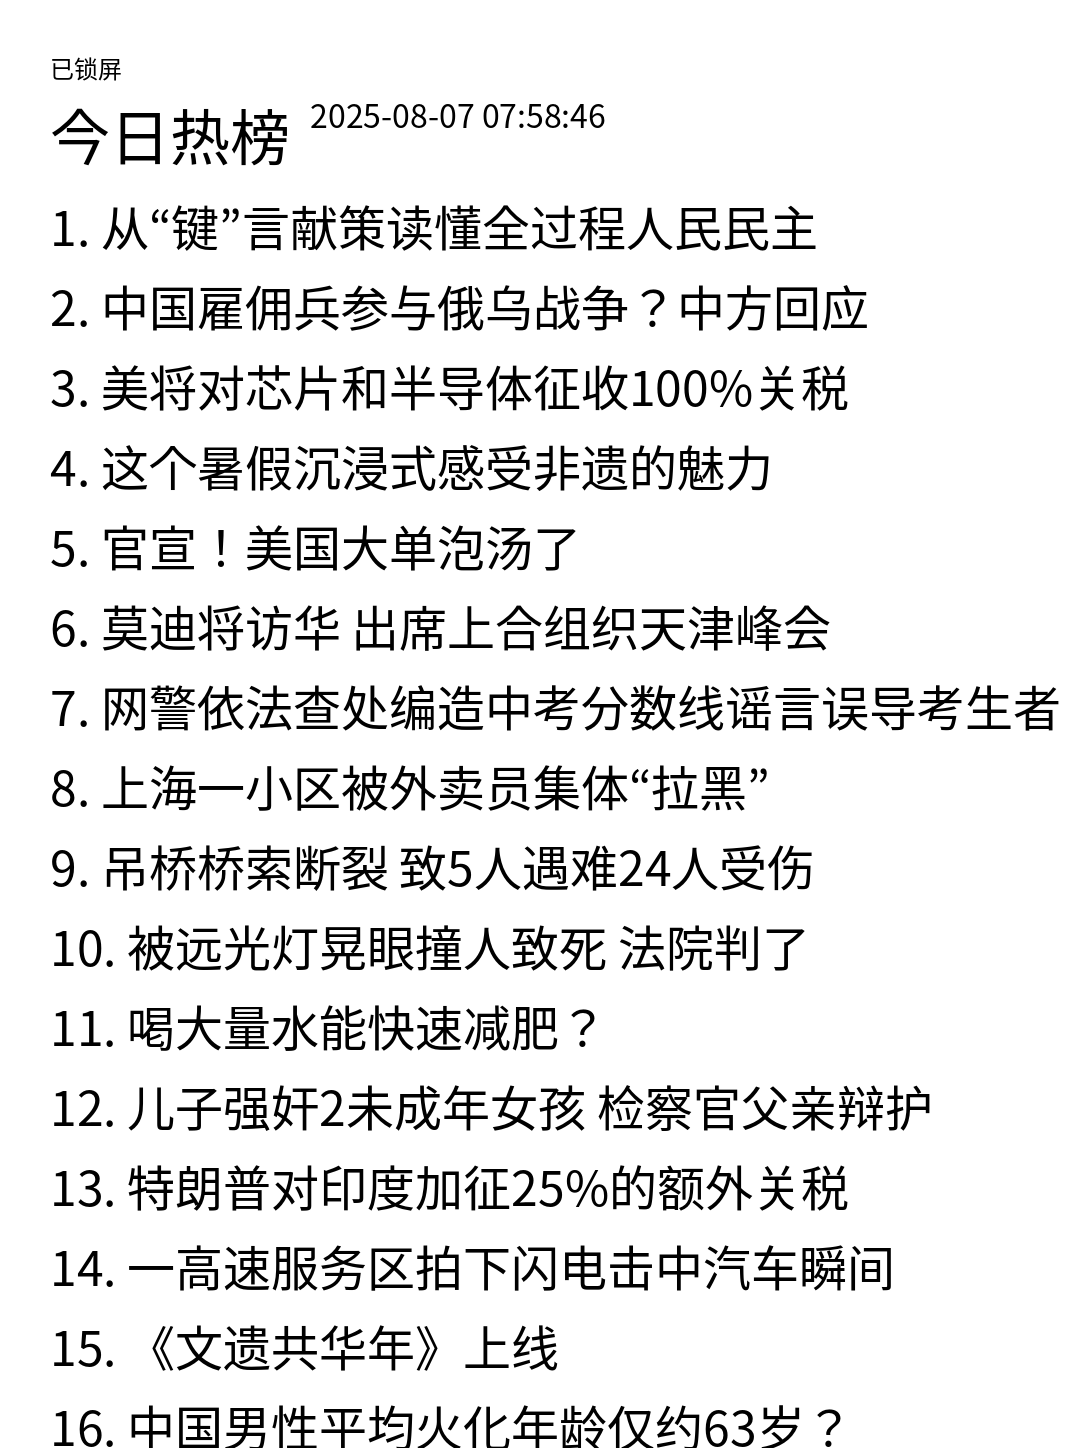 已锁屏
今日热榜 2025-08-07 07:58:46
1. 从“键”言献策读懂全过程人民民主
2. 中国雇佣兵参与俄乌战争？中方回应
3. 美将对芯片和半导体征收100%关税
4. 这个暑假沉浸式感受非遗的魅力
5. 官宣！美国大单泡汤了
6. 莫迪将访华 出席上合组织天津峰会
7. 网警依法查处编造中考分数线谣言误导考生者
8. 上海一小区被外卖员集体“拉黑”
9. 吊桥桥索断裂 致5人遇难24人受伤
10. 被远光灯晃眼撞人致死 法院判了
11. 喝大量水能快速减肥？
12. 儿子强奸2未成年女孩 检察官父亲辩护
13. 特朗普对印度加征25%的额外关税
14. 一高速服务区拍下闪电击中汽车瞬间
15. 《文遗共华年》上线
16. 中国男性平均火化年龄仅约63岁？